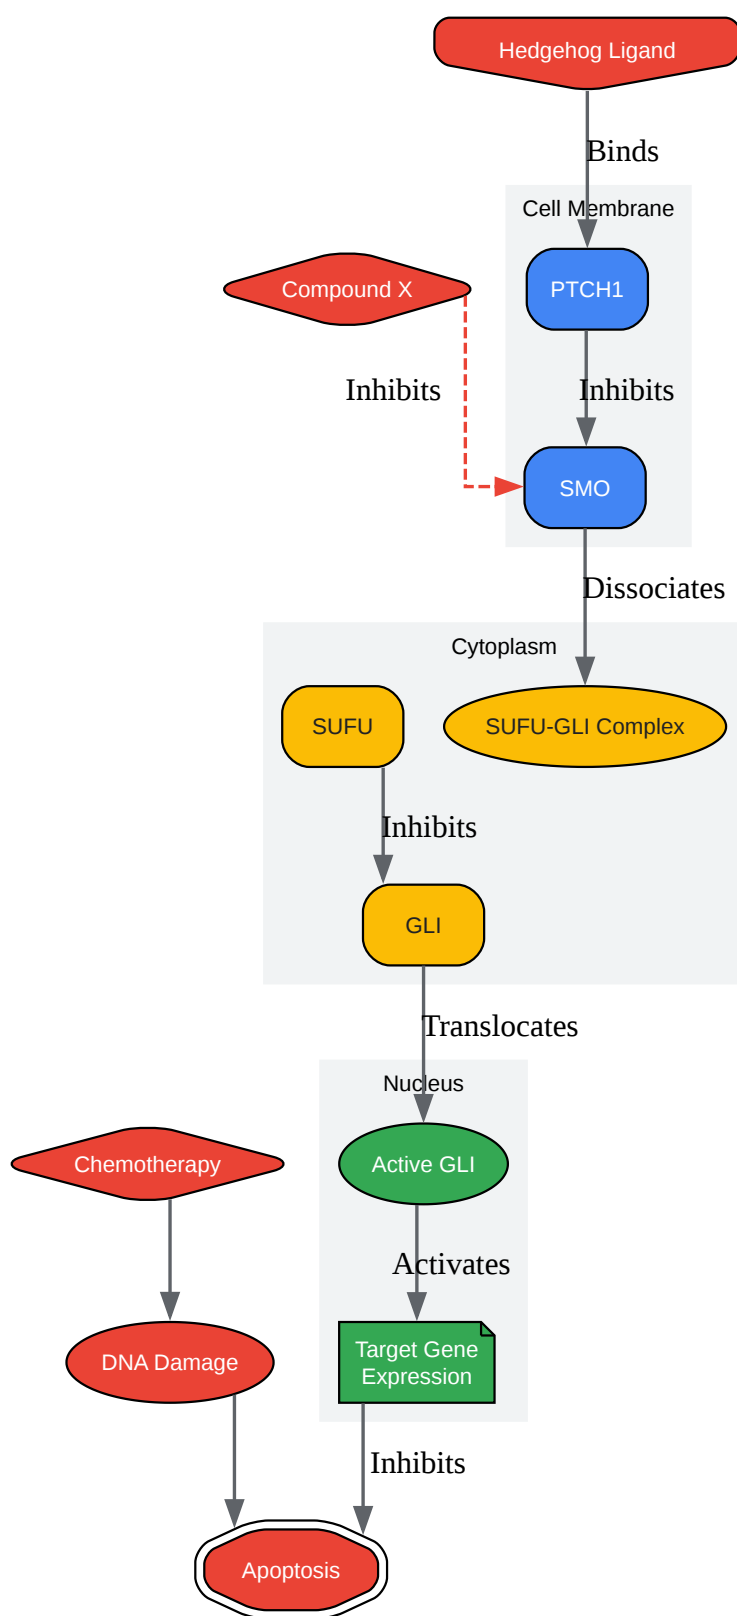 Hedgehog Ligand
Binds
Cell Membrane
Compound X
PTCH1
Inhibits
Inhibits
SMO
Dissociates
Cytoplasm
SUFU
SUFU-GLI Complex
Inhibits
GLI
Translocates
Nucleus
Chemotherapy
Active GLI
Activates
DNA Damage
Target Gene
Expression
Inhibits
Apoptosis